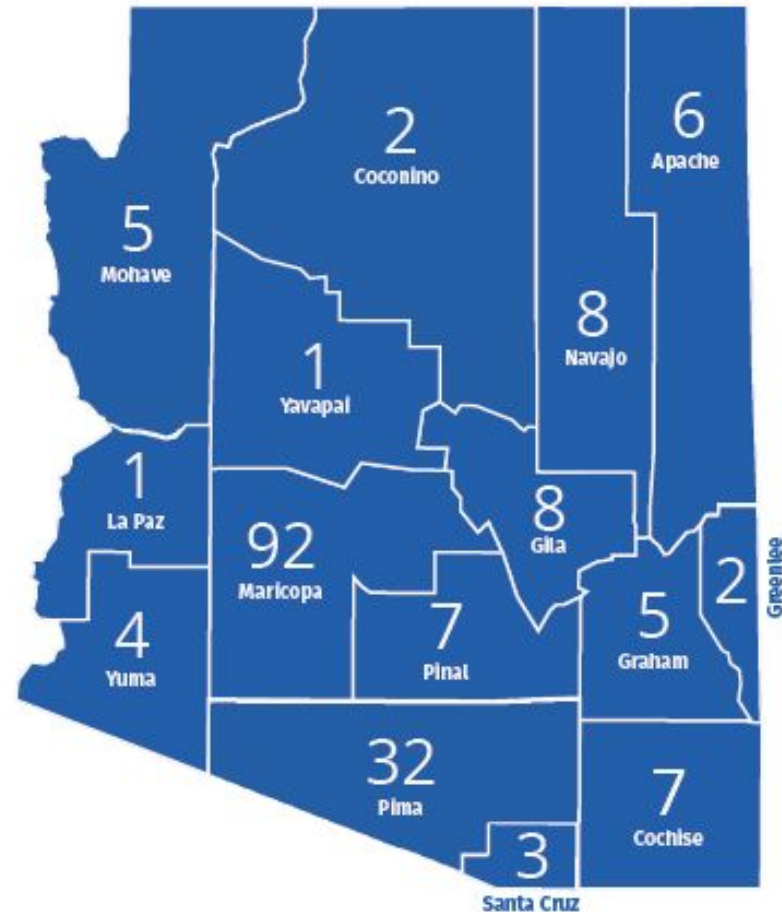 2
Coconino
6
Apache
5
Mohave
8
Navajo
1
Yavapai
1
La Paz
92
Maricopa
8
Gila
2
Greenlee
4
Yuma
7
Pinal
5
Graham
32
Pima
7
Cochise
3
Santa Cruz